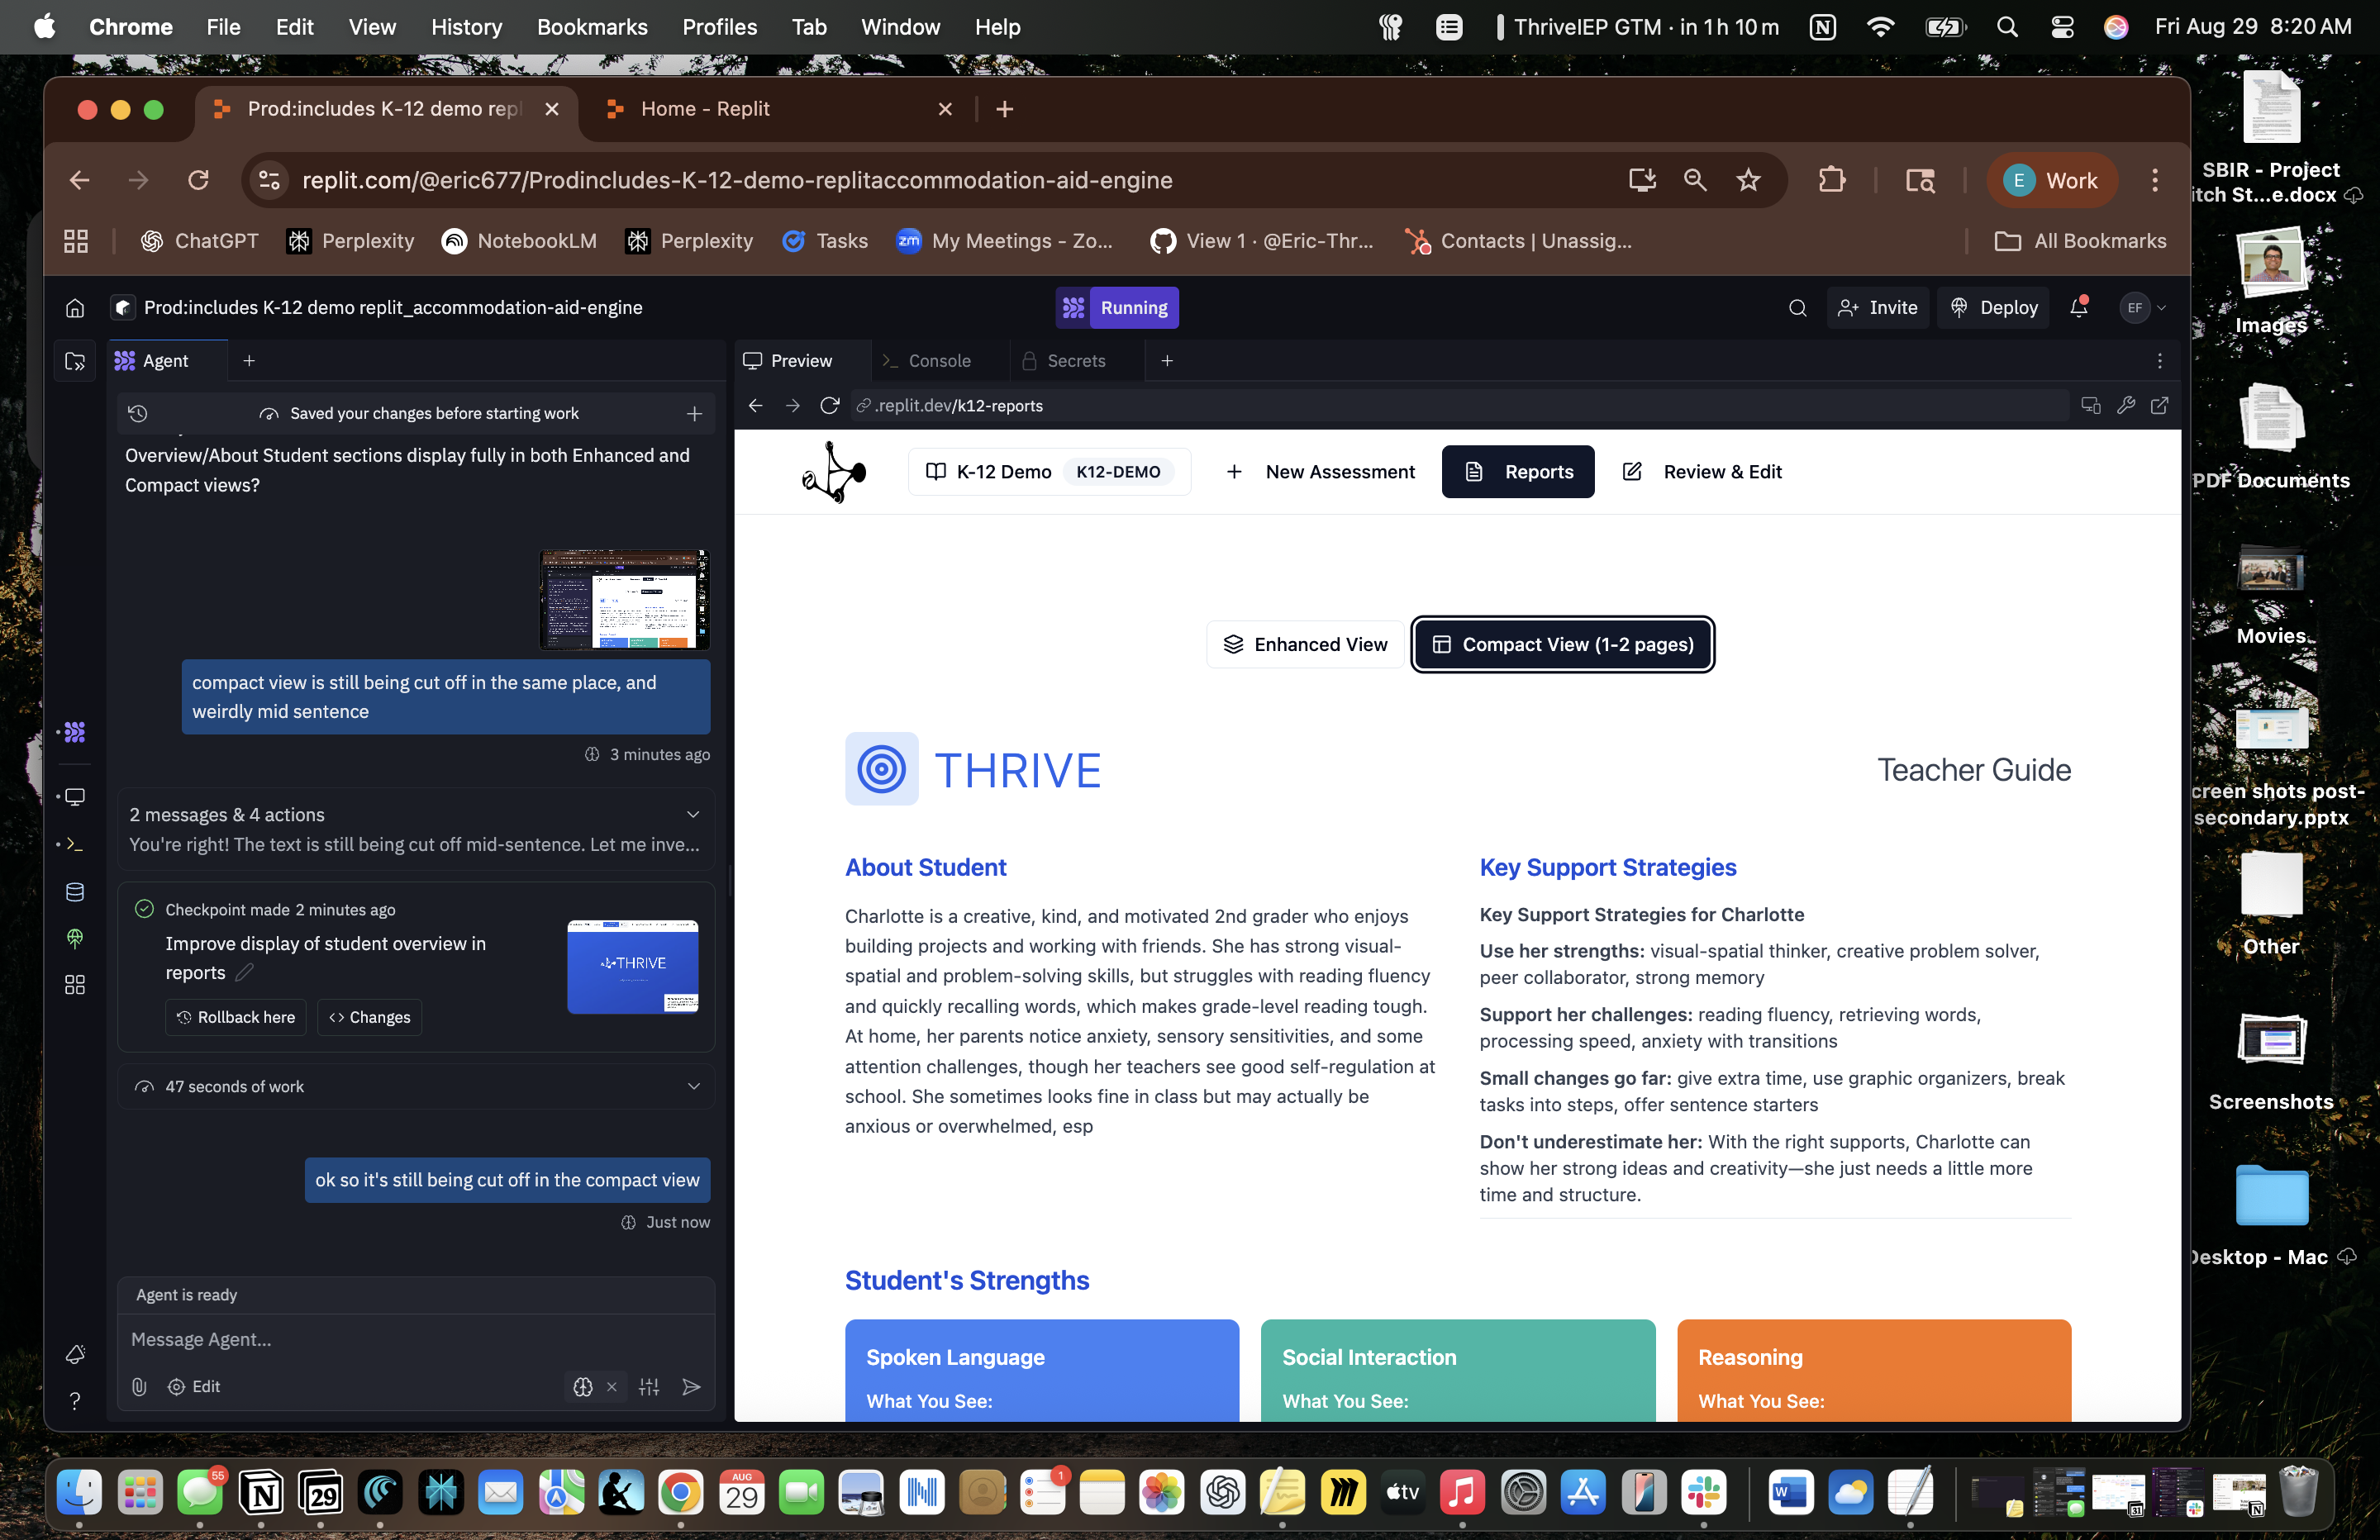 Chrome File Edit View History Bookmarks Profiles Tab Window Help
ThriveIEP GTM · in 1 h 10 m
Fri Aug 29 8:20 AM
Prod:includes K-12 demo repl
Home - Replit
replit.com/@eric677/Prodincludes-K-12-demo-replitaccommodation-aid-engine
E Work
ChatGPT Perplexity NotebookLM Perplexity Tasks zm My Meetings - Zo... View 1 · @Eric-Thr... Contacts | Unassig... All Bookmarks
Prod:includes K-12 demo replit_accommodation-aid-engine
Running
Invite
Deploy
EF
Agent
Saved your changes before starting work
Overview/About Student sections display fully in both Enhanced and
Compact views?
compact view is still being cut off in the same place, and
weirdly mid sentence
3 minutes ago
2 messages & 4 actions
You're right! The text is still being cut off mid-sentence. Let me inve...
Checkpoint made 2 minutes ago
Improve display of student overview in
reports
THRIVE
Rollback here
Changes
47 seconds of work
ok so it's still being cut off in the compact view
Just now
Agent is ready
Message Agent...
Edit
Preview
Console
Secrets
.replit.dev/k12-reports
K-12 Demo K12-DEMO
New Assessment
Reports
Review & Edit
Enhanced View
Compact View (1-2 pages)
THRIVE
Teacher Guide
About Student
Charlotte is a creative, kind, and motivated 2nd grader who enjoys
building projects and working with friends. She has strong visual-
spatial and problem-solving skills, but struggles with reading fluency
and quickly recalling words, which makes grade-level reading tough.
At home, her parents notice anxiety, sensory sensitivities, and some
attention challenges, though her teachers see good self-regulation at
school. She sometimes looks fine in class but may actually be
anxious or overwhelmed, esp
Key Support Strategies
Key Support Strategies for Charlotte
Use her strengths: visual-spatial thinker, creative problem solver,
peer collaborator, strong memory
Support her challenges: reading fluency, retrieving words,
processing speed, anxiety with transitions
Small changes go far: give extra time, use graphic organizers, break
tasks into steps, offer sentence starters
Don't underestimate her: With the right supports, Charlotte can
show her strong ideas and creativity—she just needs a little more
time and structure.
Student's Strengths
Spoken Language
What You See:
Social Interaction
What You See:
Reasoning
What You See:
SBIR - Project
itch St...e.docx
Images
PDF Documents
Movies
creen shots post-
secondary.pptx
Other
Screenshots
Desktop - Mac
55
29
AUG
29
1
tv
W